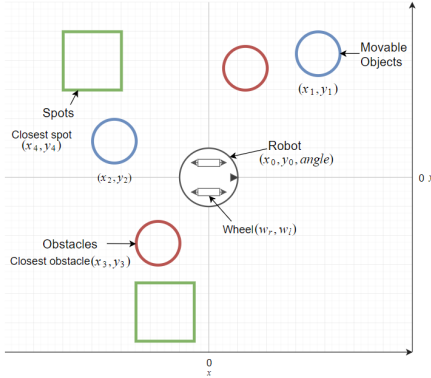 Movable
Objects
(x₁,y₁)
Spots
Closest spot
(x₄,y₄)
Robot
(x₀,y₀,angle)
(x₂,y₂)
0 x
Wheel(wᵣ,wₗ)
Obstacles
Closest obstacle(x₃,y₃)
0
x